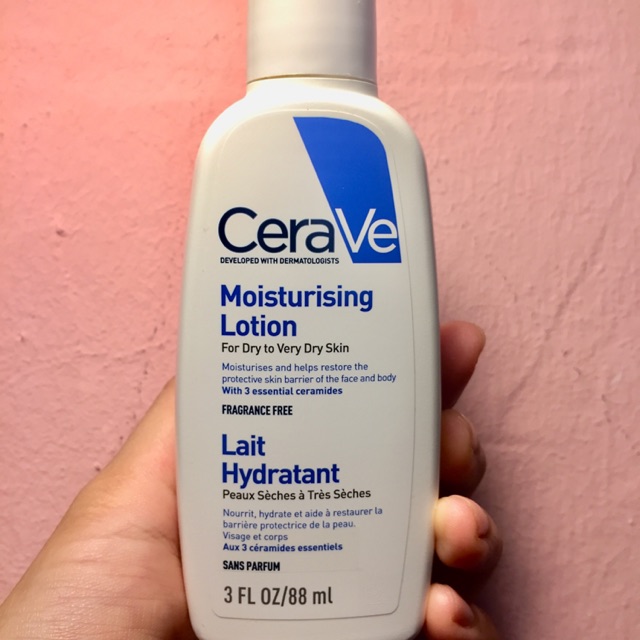 CeraVe
DEVELOPED WITH DERMATOLOGISTS
Moisturising
Lotion
For Dry to Very Dry Skin
Moisturises and helps restore the
protective skin barrier of the face and body
With 3 essential ceramides
FRAGRANCE FREE
Lait
Hydratant
Peaux Sèches à Très Sèches
Nourrit, hydrate et aide à restaurer la
barrière protectrice de la peau.
Visage et corps
Aux 3 céramides essentiels
SANS PARFUM
3 FL OZ/88 ml